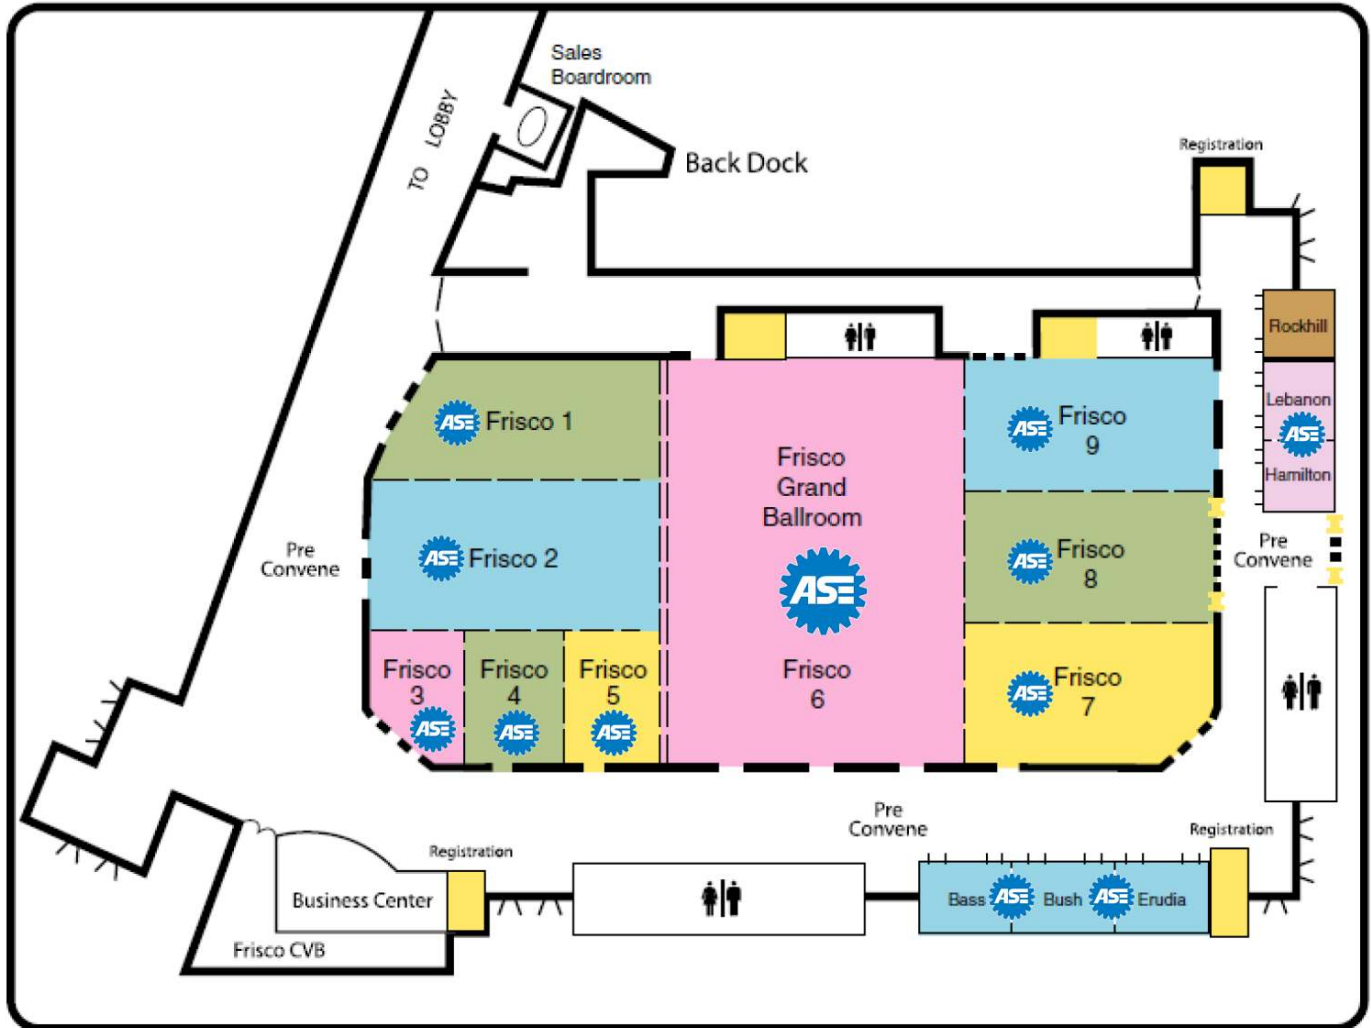 Sales
Boardroom
TO LOBBY
Back Dock
Registration
Rockhill
Lebanon
ASE
Hamilton
ASE Frisco 1
Frisco
Grand
Ballroom
ASE
Frisco
6
ASE Frisco
9
ASE Frisco 2
ASE Frisco
8
Pre
Convene
Pre
Convene
Frisco
3
ASE
Frisco
4
ASE
Frisco
5
ASE
ASE Frisco
7
Pre
Convene
Registration
Registration
Business Center
Frisco CVB
Bass ASE Bush ASE Erudia